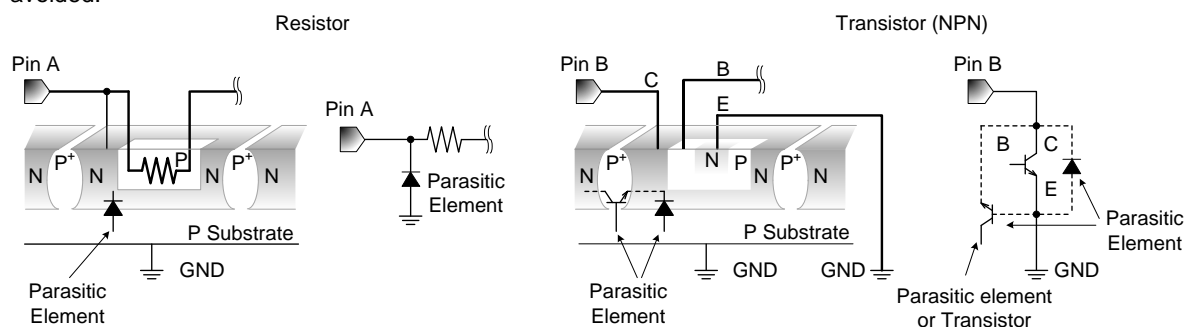 avoided.
Resistor
Transistor (NPN)
Pin A
Pin A
N
P+
N
P
P+
N
Parasitic
Element
P Substrate
GND
Parasitic
Element
Pin B
C
B
E
P+
N
N
N
P
N
P+
N
P Substrate
GND
GND
Parasitic
Element
Pin B
B
C
E
Parasitic
Element
GND
Parasitic element
or Transistor